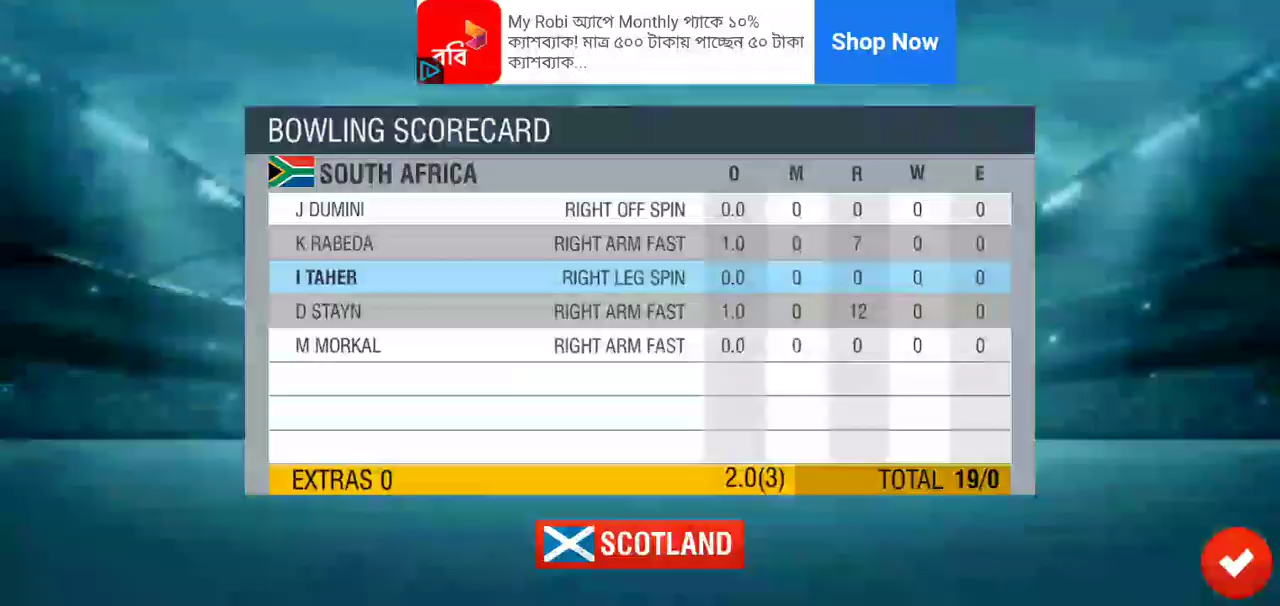 রবি
My Robi অ্যাপে Monthly প্যাকে ১০%
ক্যাশব্যাক! মাত্র ৫০০ টাকায় পাচ্ছেন ৫০ টাকা
ক্যাশব্যাক...
Shop Now
BOWLING SCORECARD
SOUTH AFRICA O M R W E
J DUMINI RIGHT OFF SPIN 0.0 0 0 0 0
K RABEDA RIGHT ARM FAST 1.0 0 7 0 0
I TAHER RIGHT LEG SPIN 0.0 0 0 0 0
D STAYN RIGHT ARM FAST 1.0 0 12 0 0
M MORKAL RIGHT ARM FAST 0.0 0 0 0 0
EXTRAS 0 2.0(3) TOTAL 19/0
SCOTLAND